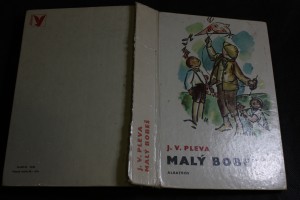 J. V. PLEVA
MALÝ BOBEŠ
J. V. PLEVA
MALÝ BOBEŠ
ALBATROS